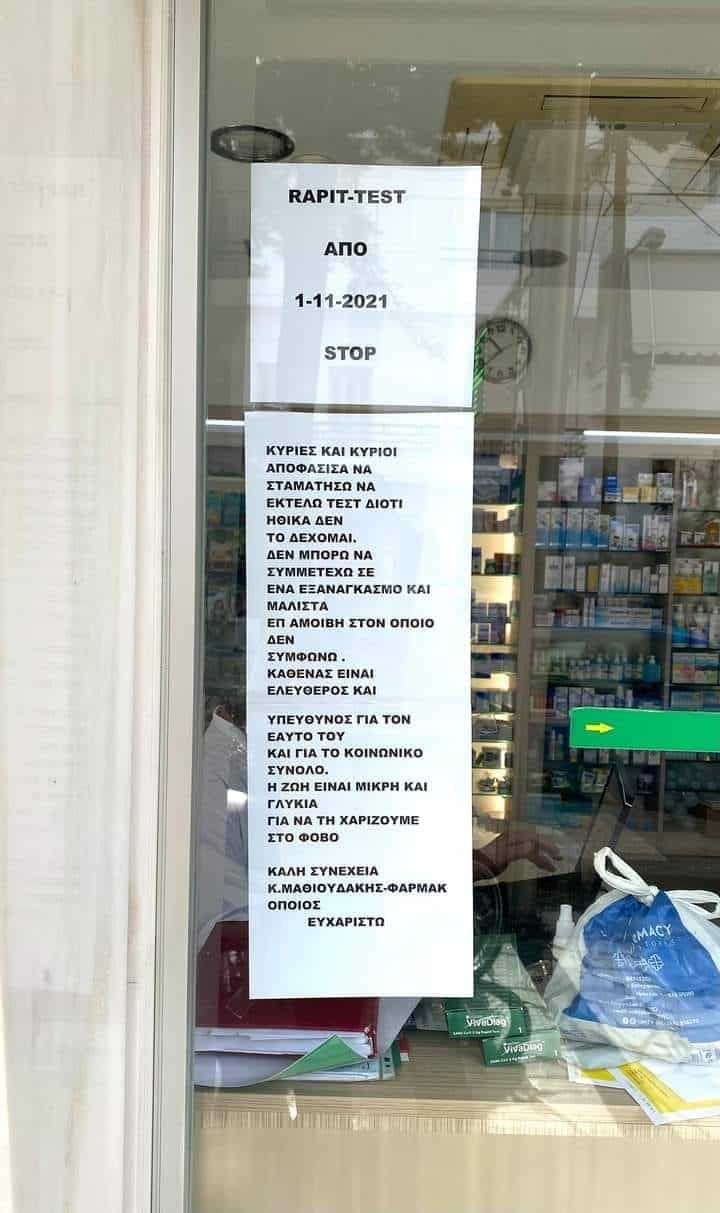 RAPIT-TEST
ΑΠΟ
1-11-2021
STOP
ΚΥΡΙΕΣ ΚΑΙ ΚΥΡΙΟΙ
ΑΠΟΦΑΣΙΣΑ ΝΑ
ΣΤΑΜΑΤΗΣΩ ΝΑ
ΕΚΤΕΛΩ ΤΕΣΤ ΔΙΟΤΙ
ΗΘΙΚΑ ΔΕΝ
ΤΟ ΔΕΧΟΜΑΙ.
ΔΕΝ ΜΠΟΡΩ ΝΑ
ΣΥΜΜΕΤΕΧΩ ΣΕ
ΕΝΑ ΕΞΑΝΑΓΚΑΣΜΟ ΚΑΙ
ΜΑΛΙΣΤΑ
ΕΠ ΑΜΟΙΒΗ ΣΤΟΝ ΟΠΟΙΟ
ΔΕΝ
ΣΥΜΦΩΝΩ .
ΚΑΘΕΝΑΣ ΕΙΝΑΙ
ΕΛΕΥΘΕΡΟΣ ΚΑΙ
ΥΠΕΥΘΥΝΟΣ ΓΙΑ ΤΟΝ
ΕΑΥΤΟ ΤΟΥ
ΚΑΙ ΓΙΑ ΤΟ ΚΟΙΝΩΝΙΚΟ
ΣΥΝΟΛΟ.
Η ΖΩΗ ΕΙΝΑΙ ΜΙΚΡΗ ΚΑΙ
ΓΛΥΚΙΑ
ΓΙΑ ΝΑ ΤΗ ΧΑΡΙΖΟΥΜΕ
ΣΤΟ ΦΟΒΟ
ΚΑΛΗ ΣΥΝΕΧΕΙΑ
Κ.ΜΑΘΙΟΥΔΑΚΗΣ-ΦΑΡΜΑΚ
ΟΠΟΙΟΣ
ΕΥΧΑΡΙΣΤΩ
VivaDiag
VivaDiag